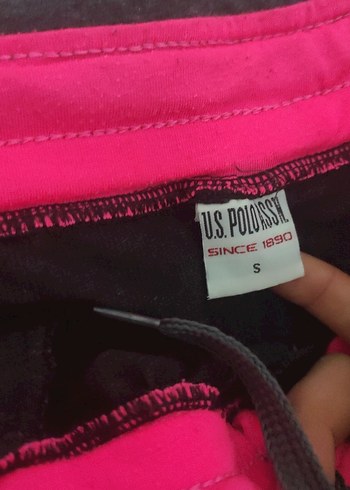 U.S. POLO ASSN.
SINCE 1890
S